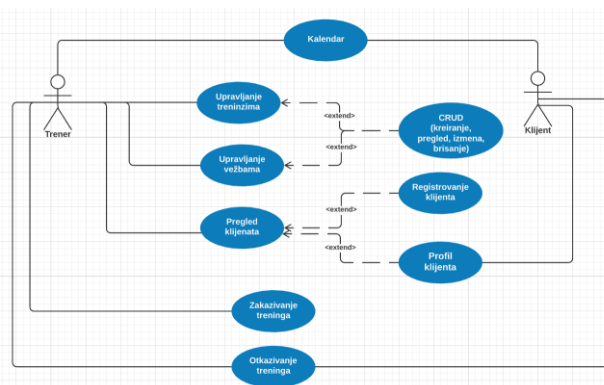 Kalendar
Upravljanje
treninzima
Trener
<extend>
CRUD
(kreiranje,
pregled, izmena,
brisanje)
Klijent
<extend>
Upravljanje
vežbama
Registrovanje
klijenta
<extend>
Pregled
klijenata
<extend>
Profil
klijenta
Zakazivanje
treninga
Otkazivanje
treninga